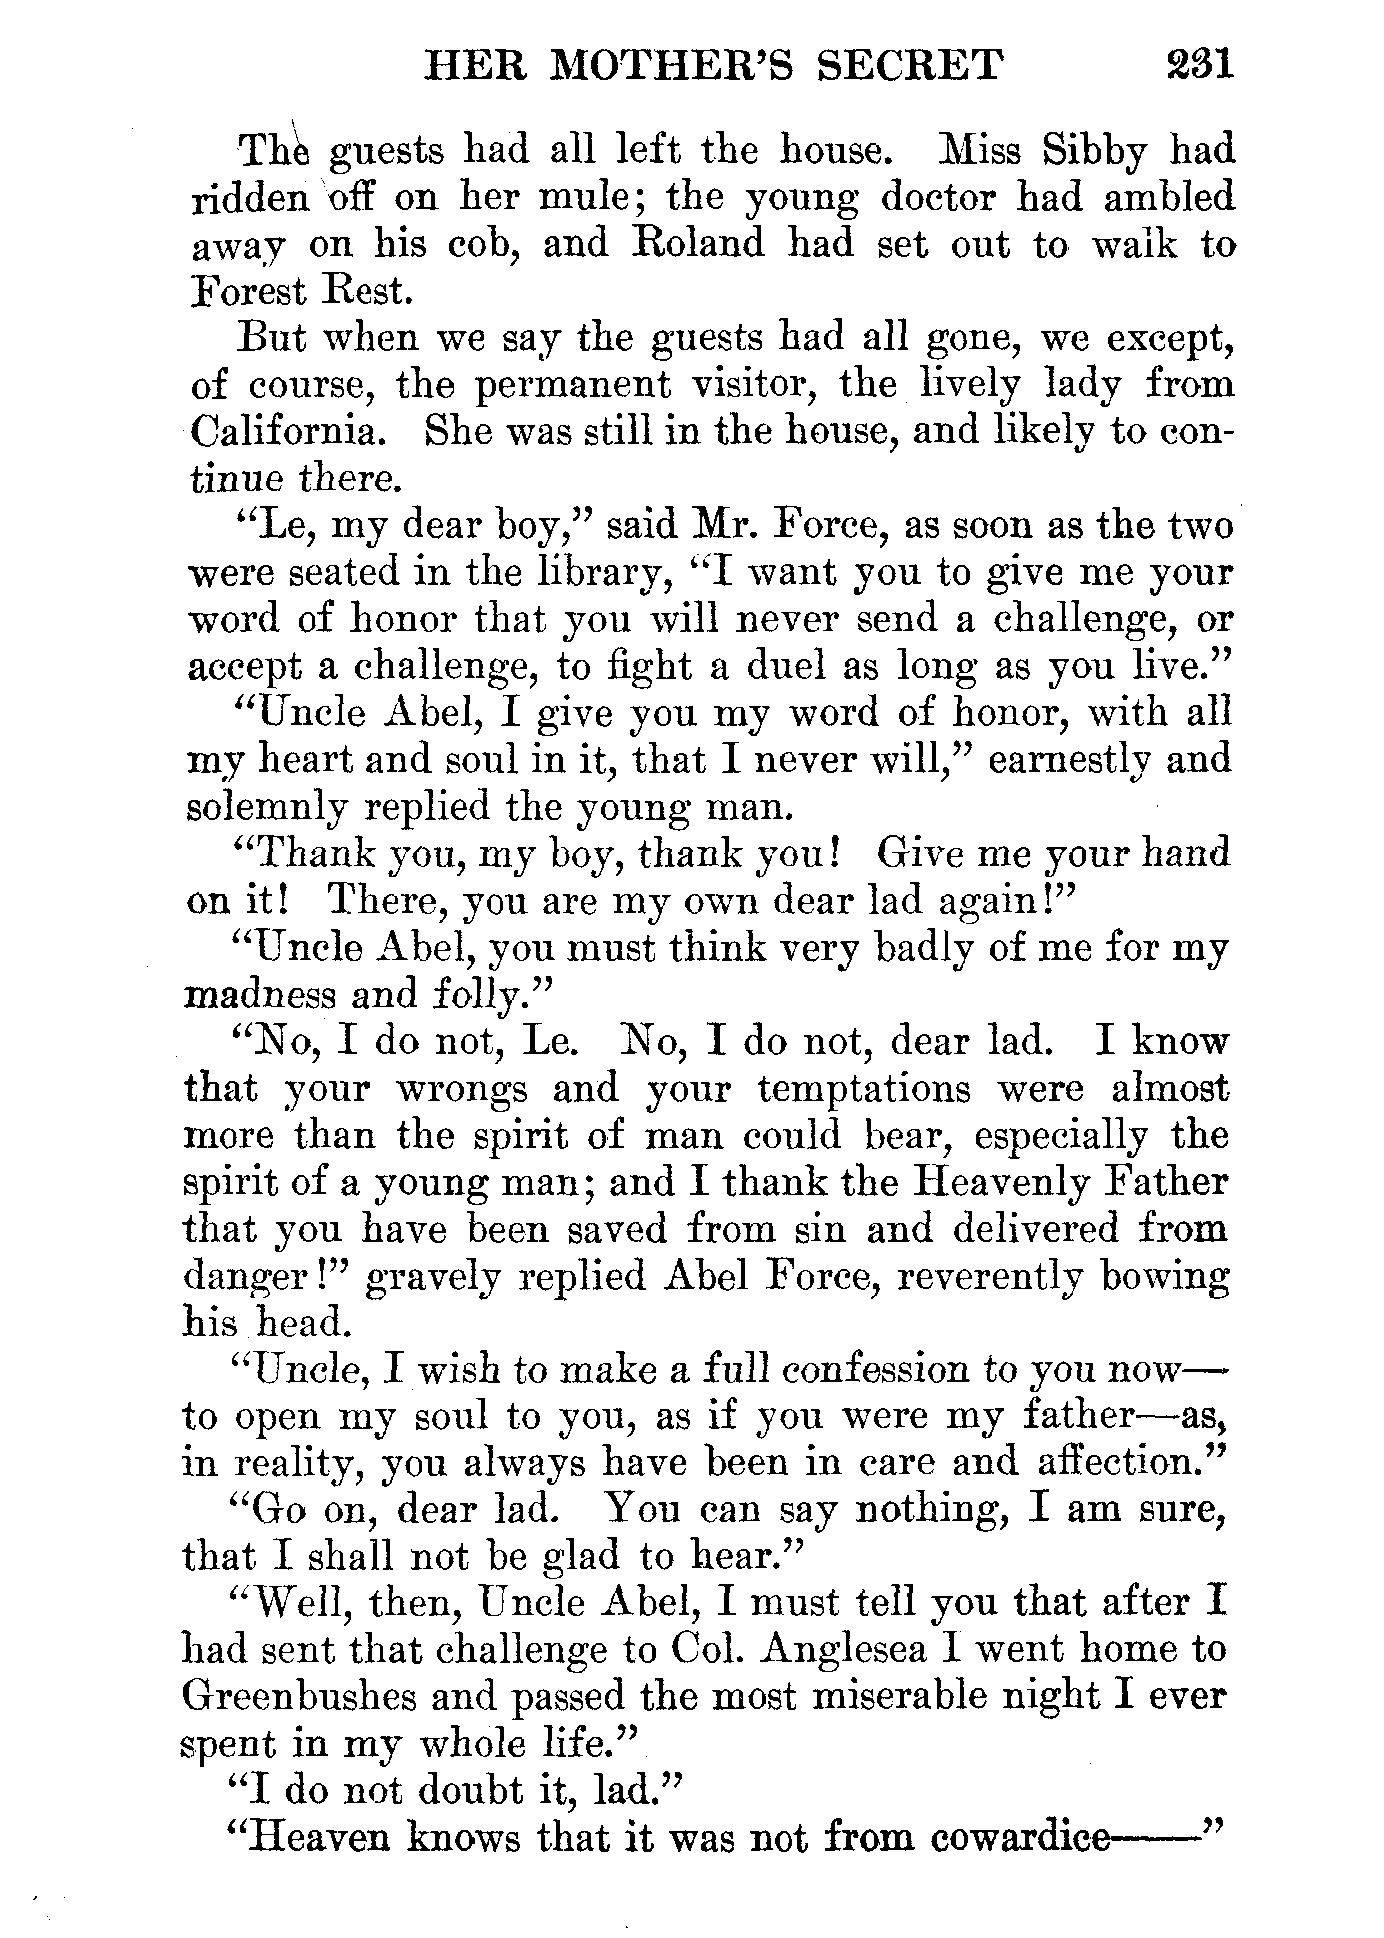 HER MOTHER'S SECRET 231
The guests had all left the house. Miss Sibby had
ridden off on her mule; the young doctor had ambled
away on his cob, and Roland had set out to walk to
Forest Rest.
But when we say the guests had all gone, we except,
of course, the permanent visitor, the lively lady from
California. She was still in the house, and likely to con-
tinue there.
"Le, my dear boy," said Mr. Force, as soon as the two
were seated in the library, "I want you to give me your
word of honor that you will never send a challenge, or
accept a challenge, to fight a duel as long as you live."
"Uncle Abel, I give you my word of honor, with all
my heart and soul in it, that I never will," earnestly and
solemnly replied the young man.
"Thank you, my boy, thank you! Give me your hand
on it! There, you are my own dear lad again!"
"Uncle Abel, you must think very badly of me for my
madness and folly."
"No, I do not, Le. No, I do not, dear lad. I know
that your wrongs and your temptations were almost
more than the spirit of man could bear, especially the
spirit of a young man; and I thank the Heavenly Father
that you have been saved from sin and delivered from
danger!" gravely replied Abel Force, reverently bowing
his head.
"Uncle, I wish to make a full confession to you now—
to open my soul to you, as if you were my father—as,
in reality, you always have been in care and affection."
"Go on, dear lad. You can say nothing, I am sure,
that I shall not be glad to hear."
"Well, then, Uncle Abel, I must tell you that after I
had sent that challenge to Col. Anglesea I went home to
Greenbushes and passed the most miserable night I ever
spent in my whole life."
"I do not doubt it, lad."
"Heaven knows that it was not from cowardice——"